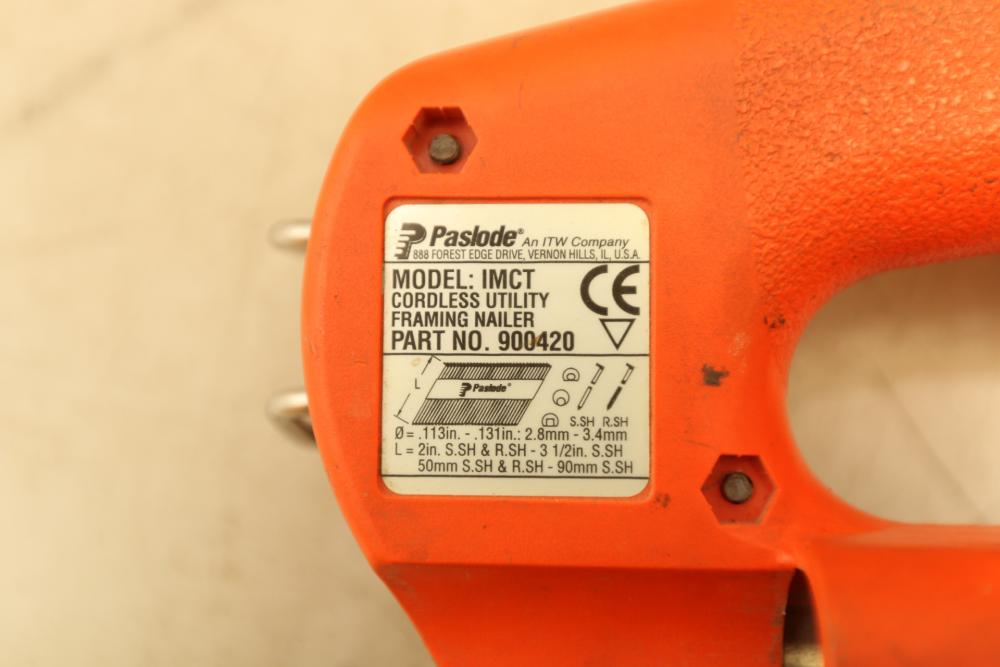 Paslode® An ITW Company
888 FOREST EDGE DRIVE, VERNON HILLS, IL, U.S.A.
MODEL: IMCT
CORDLESS UTILITY
FRAMING NAILER
PART NO. 900420
CE
L
Paslode®
S.SH R.SH
Ø = .113in. - .131in.: 2.8mm - 3.4mm
L = 2in. S.SH & R.SH - 3 1/2in. S.SH
50mm S.SH & R.SH - 90mm S.SH